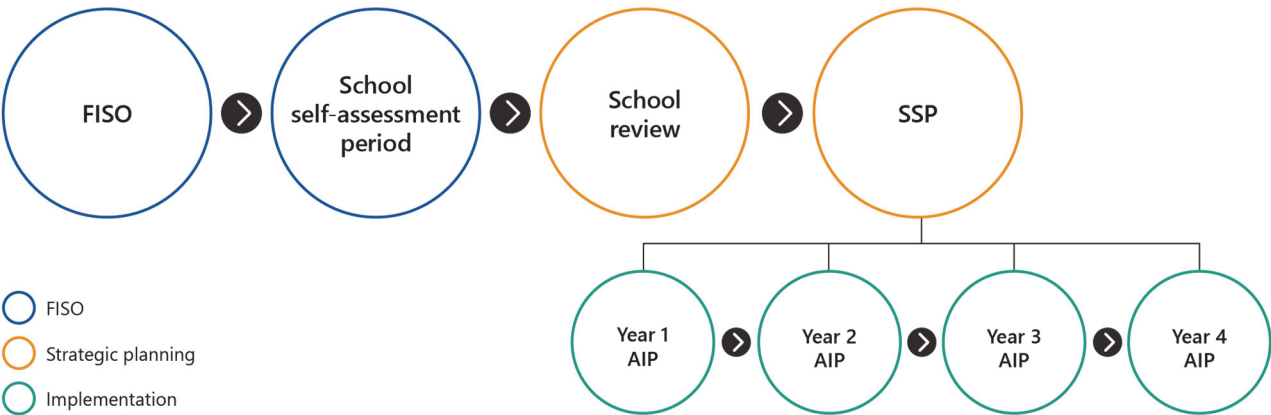 FISO
School
self-assessment
period
School
review
SSP
Year 1
AIP
Year 2
AIP
Year 3
AIP
Year 4
AIP
FISO
Strategic planning
Implementation